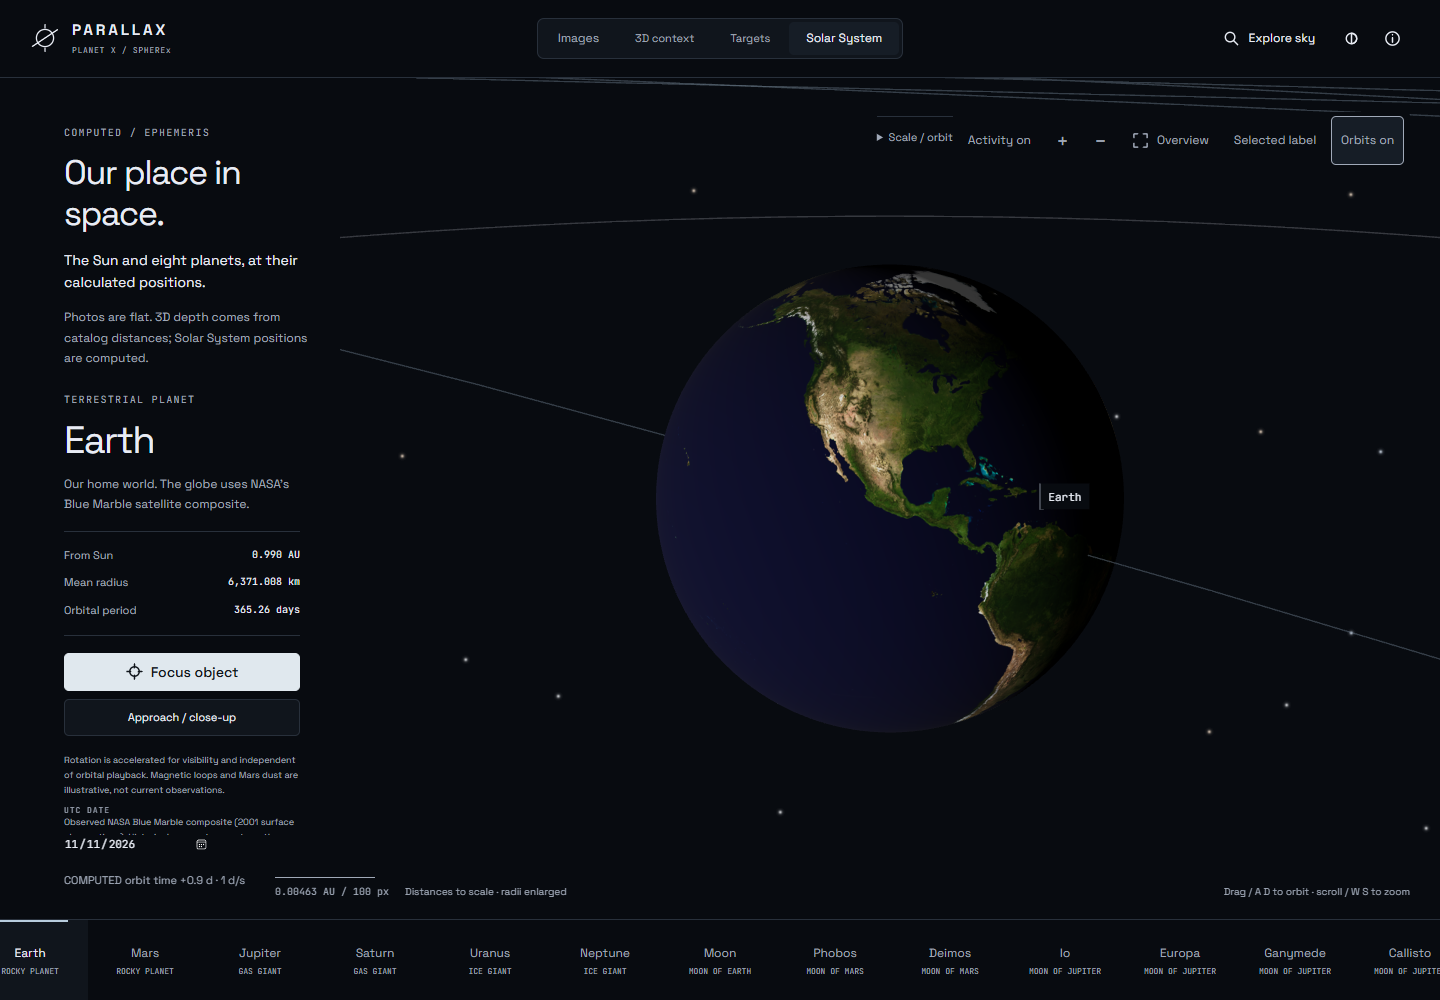 PARALLAX
PLANET X / SPHEREx
Images
3D context
Targets
Solar System
Explore sky
COMPUTED / EPHEMERIS
Our place in
space.
The Sun and eight planets, at their
calculated positions.
Photos are flat. 3D depth comes from
catalog distances; Solar System positions
are computed.
TERRESTRIAL PLANET
Earth
Our home world. The globe uses NASA's
Blue Marble satellite composite.
From Sun 0.990 AU
Mean radius 6,371.008 km
Orbital period 365.26 days
Focus object
Approach / close-up
Rotation is accelerated for visibility and independent
of orbital playback. Magnetic loops and Mars dust are
illustrative, not current observations.
UTC DATE
Observed NASA Blue Marble composite (2001 surface
11/11/2026
COMPUTED orbit time +0.9 d · 1 d/s
Scale / orbit
Activity on
+
−
Overview
Selected label
Orbits on
Earth
0.00463 AU / 100 px
Distances to scale · radii enlarged
Drag / A D to orbit · scroll / W S to zoom
Earth
ROCKY PLANET
Mars
ROCKY PLANET
Jupiter
GAS GIANT
Saturn
GAS GIANT
Uranus
ICE GIANT
Neptune
ICE GIANT
Moon
MOON OF EARTH
Phobos
MOON OF MARS
Deimos
MOON OF MARS
Io
MOON OF JUPITER
Europa
MOON OF JUPITER
Ganymede
MOON OF JUPITER
Callisto
MOON OF JUPITE